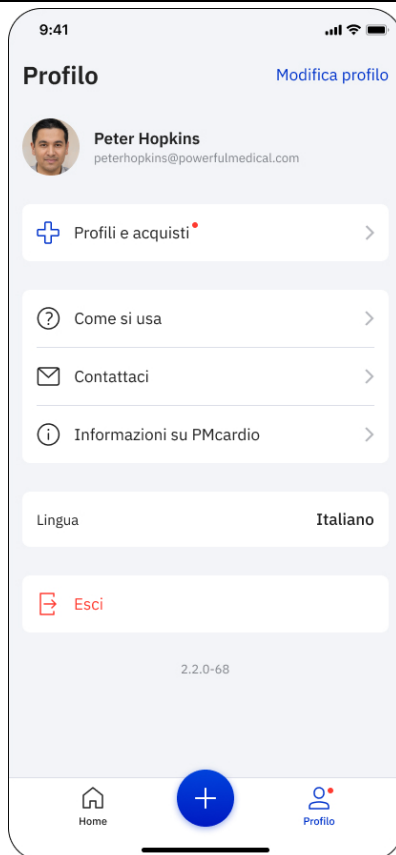 9:41
Profilo
Modifica profilo
Peter Hopkins
peterhopkins@powerfulmedical.com
Profili e acquisti
Come si usa
Contattaci
Informazioni su PMcardio
Lingua
Italiano
Esci
2.2.0-68
Home
Profilo